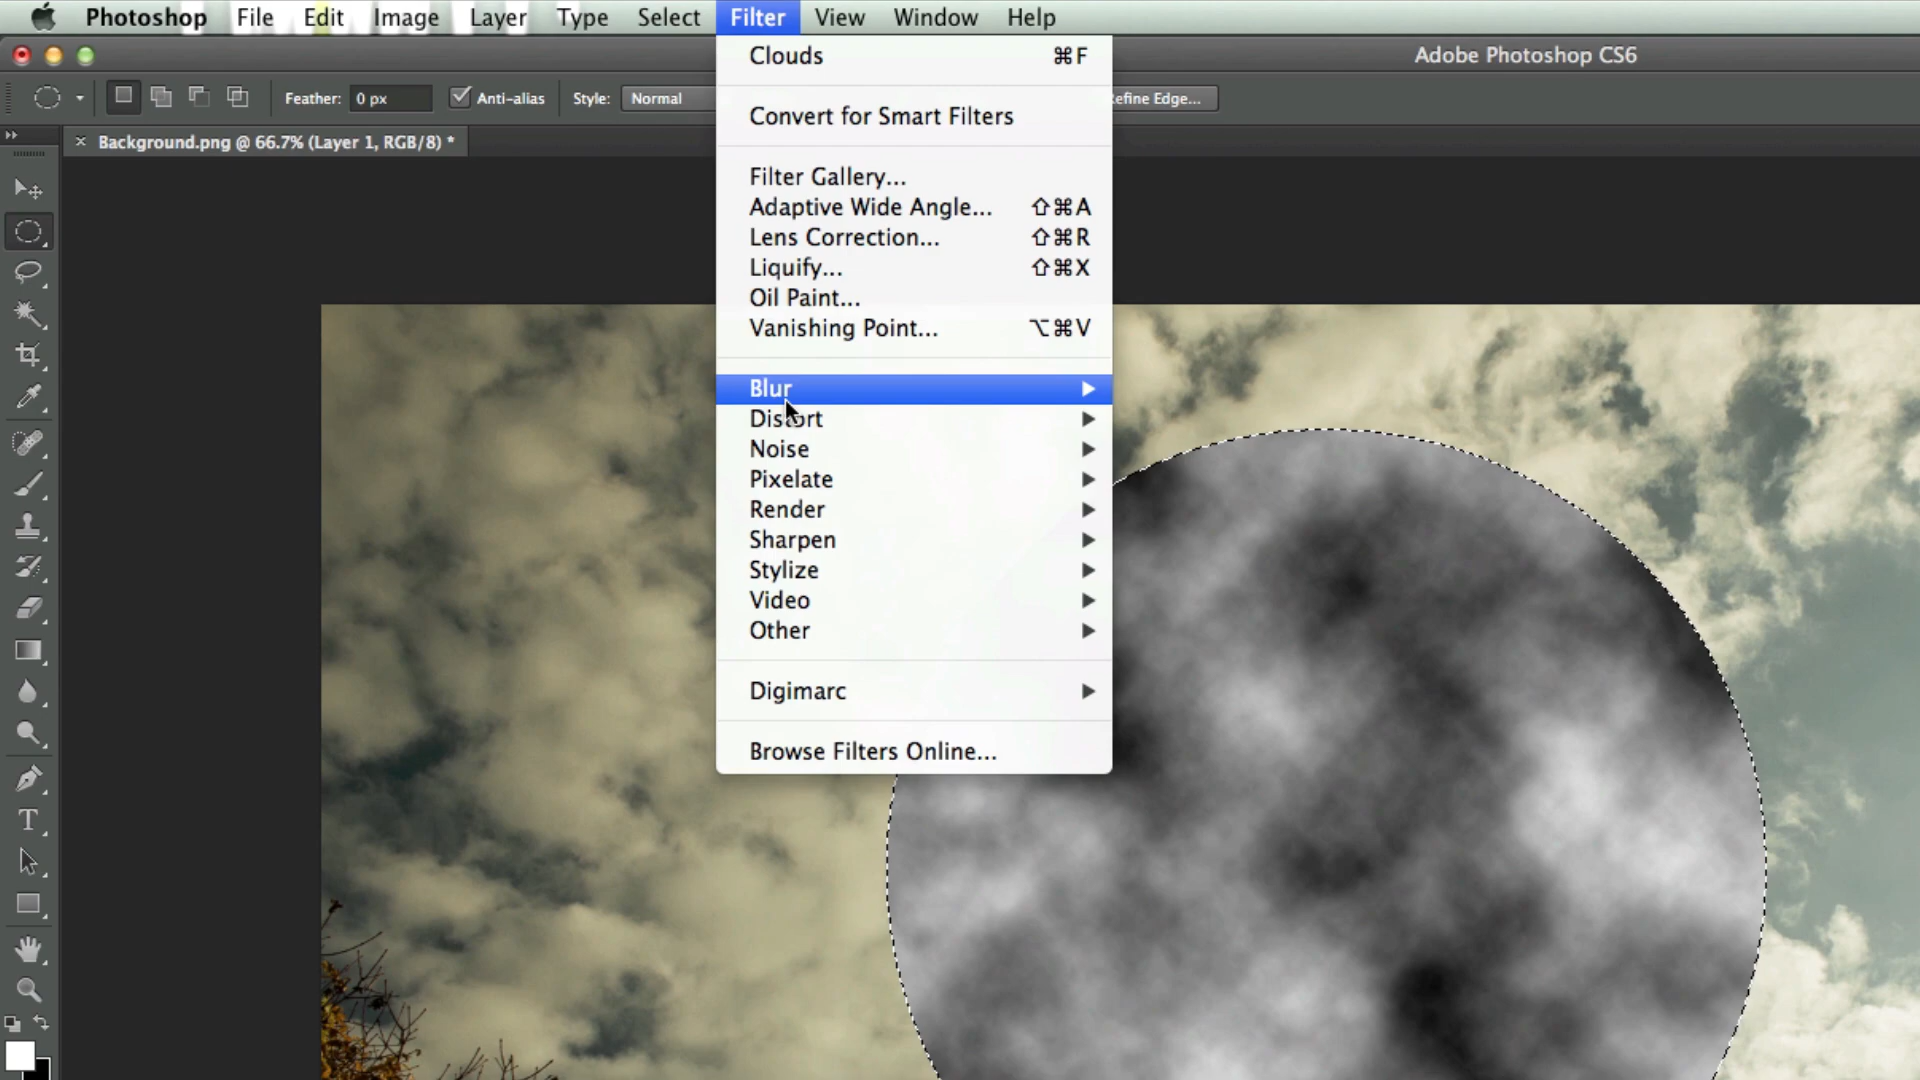 Photoshop File Edit Image Layer Type Select Filter View Window Help
Adobe Photoshop CS6
Feather: 0 px Anti-alias Style: Normal efine Edge...
Background.png @ 66.7% (Layer 1, RGB/8) *
Clouds ⌘F
Convert for Smart Filters
Filter Gallery...
Adaptive Wide Angle... ⇧⌘A
Lens Correction... ⇧⌘R
Liquify... ⇧⌘X
Oil Paint...
Vanishing Point... ⌥⌘V
Blur
Distort
Noise
Pixelate
Render
Sharpen
Stylize
Video
Other
Digimarc
Browse Filters Online...